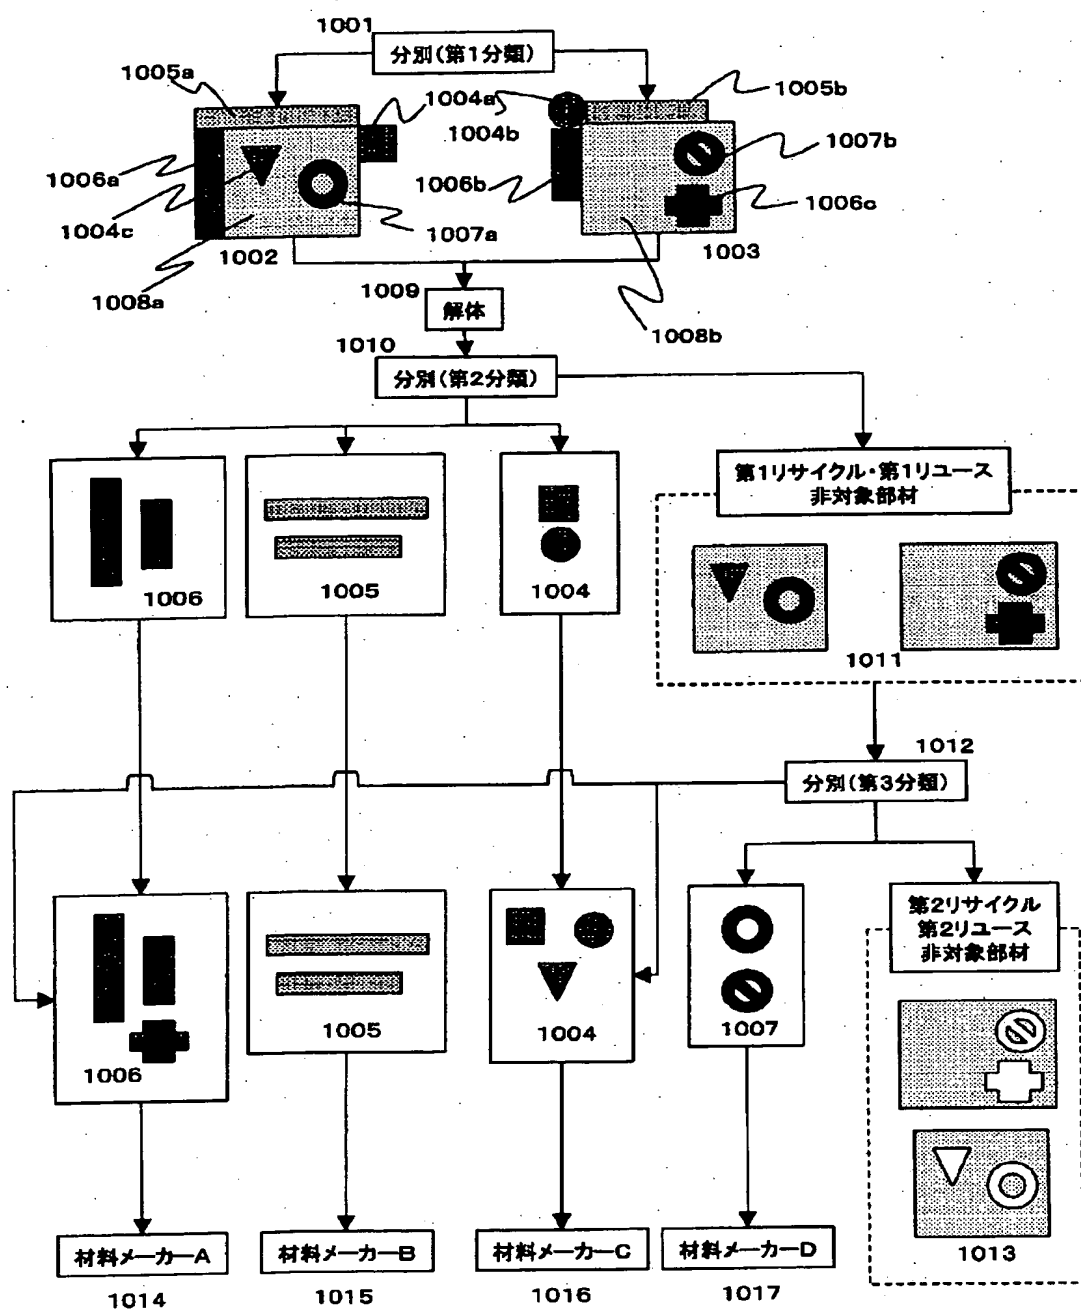 1001
分別(第1分類)
1005a
1004a
1004b
1005b
1007b
1006a
1006b
1006c
1004c
1007a
1002
1003
1008a
1009
解体
1008b
1010
分別(第2分類)
第1リサイクル・第1リユース
非対象部材
1006
1005
1004
1011
1012
分別(第3分類)
第2リサイクル
第2リユース
非対象部材
1006
1005
1004
1007
1013
材料メーカーA
材料メーカーB
材料メーカーC
材料メーカーD
1014
1015
1016
1017